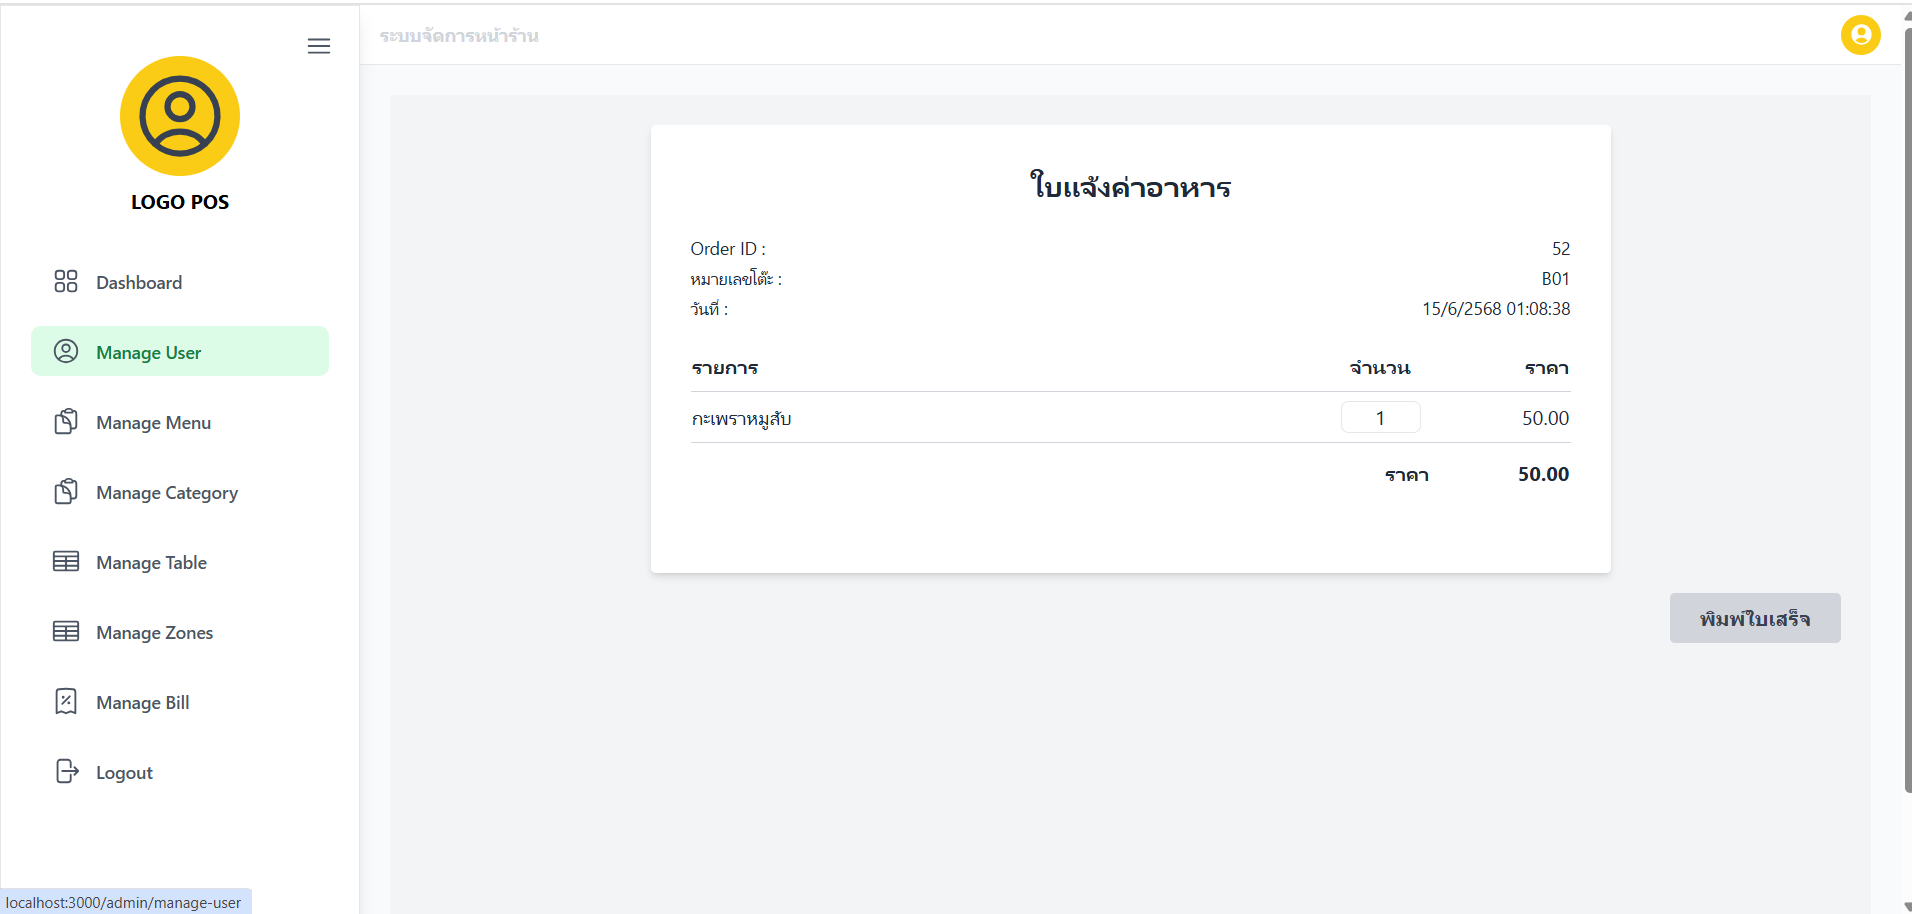 ระบบจัดการหน้าร้าน
LOGO POS
Dashboard
Manage User
Manage Menu
Manage Category
Manage Table
Manage Zones
Manage Bill
Logout
ใบแจ้งค่าอาหาร
Order ID : 52
หมายเลขโต๊ะ : B01
วันที่ : 15/6/2568 01:08:38
รายการ จำนวน ราคา
กะเพราหมูสับ 1 50.00
ราคา 50.00
พิมพ์ใบเสร็จ
localhost:3000/admin/manage-user